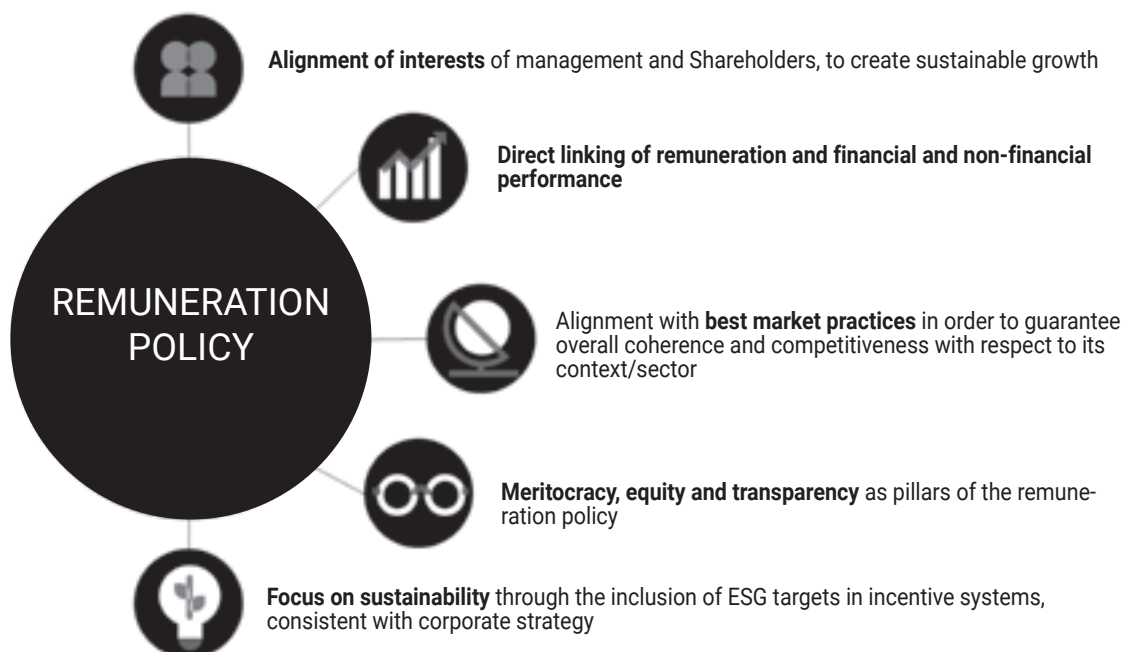 Alignment of interests of management and Shareholders, to create sustainable growth
Direct linking of remuneration and financial and non-financial
performance
REMUNERATION
POLICY
Alignment with best market practices in order to guarantee
overall coherence and competitiveness with respect to its
context/sector
Meritocracy, equity and transparency as pillars of the remune-
ration policy
Focus on sustainability through the inclusion of ESG targets in incentive systems,
consistent with corporate strategy